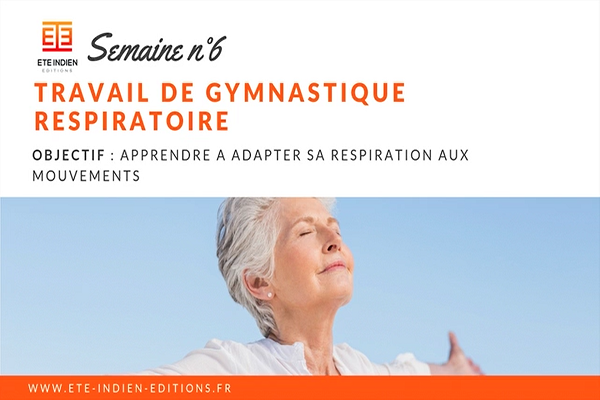 ETE INDIEN
EDITIONS
Semaine n°6
TRAVAIL DE GYMNASTIQUE
RESPIRATOIRE
OBJECTIF : APPRENDRE A ADAPTER SA RESPIRATION AUX
MOUVEMENTS
WWW.ETE-INDIEN-EDITIONS.FR